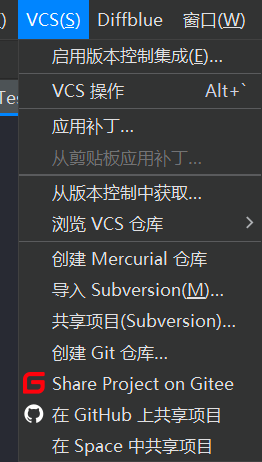 VCS(S) Diffblue 窗口(W)
Te
启用版本控制集成(E)...
VCS 操作 Alt+`
应用补丁...
从剪贴板应用补丁...
从版本控制中获取...
浏览 VCS 仓库
创建 Mercurial 仓库
导入 Subversion(M)...
共享项目(Subversion)...
创建 Git 仓库...
Share Project on Gitee
在 GitHub 上共享项目
在 Space 中共享项目